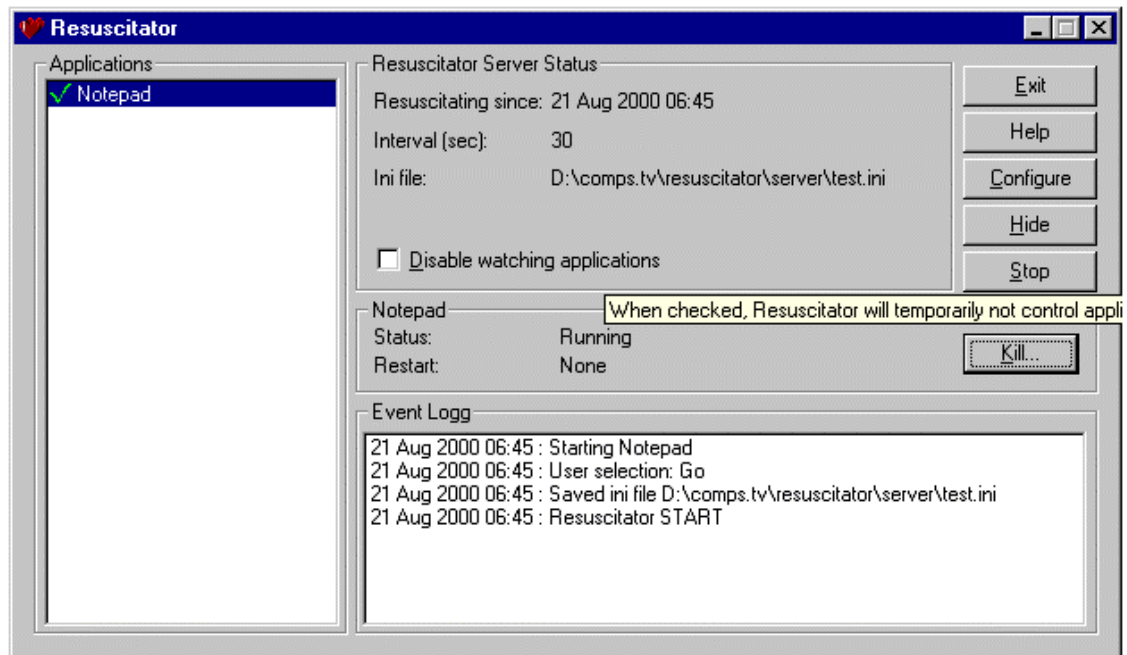 Resuscitator
Applications
Notepad
Resuscitator Server Status
Resuscitating since: 21 Aug 2000 06:45
Interval (sec): 30
Ini file: D:\comps.tv\resuscitator\server\test.ini
Disable watching applications
Exit
Help
Configure
Hide
Stop
When checked, Resuscitator will temporarily not control appli
Notepad
Status: Running
Restart: None
Kill...
Event Logg
21 Aug 2000 06:45 : Starting Notepad
21 Aug 2000 06:45 : User selection: Go
21 Aug 2000 06:45 : Saved ini file D:\comps.tv\resuscitator\server\test.ini
21 Aug 2000 06:45 : Resuscitator START